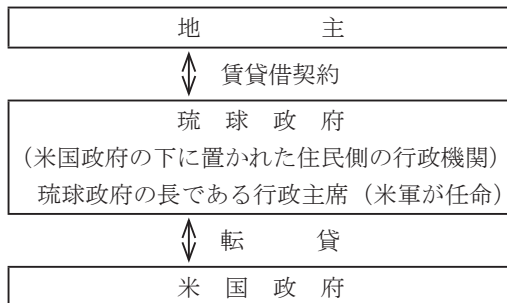 地主
賃貸借契約
琉球政府
(米国政府の下に置かれた住民側の行政機関)
琉球政府の長である行政主席(米軍が任命)
転貸
米国政府